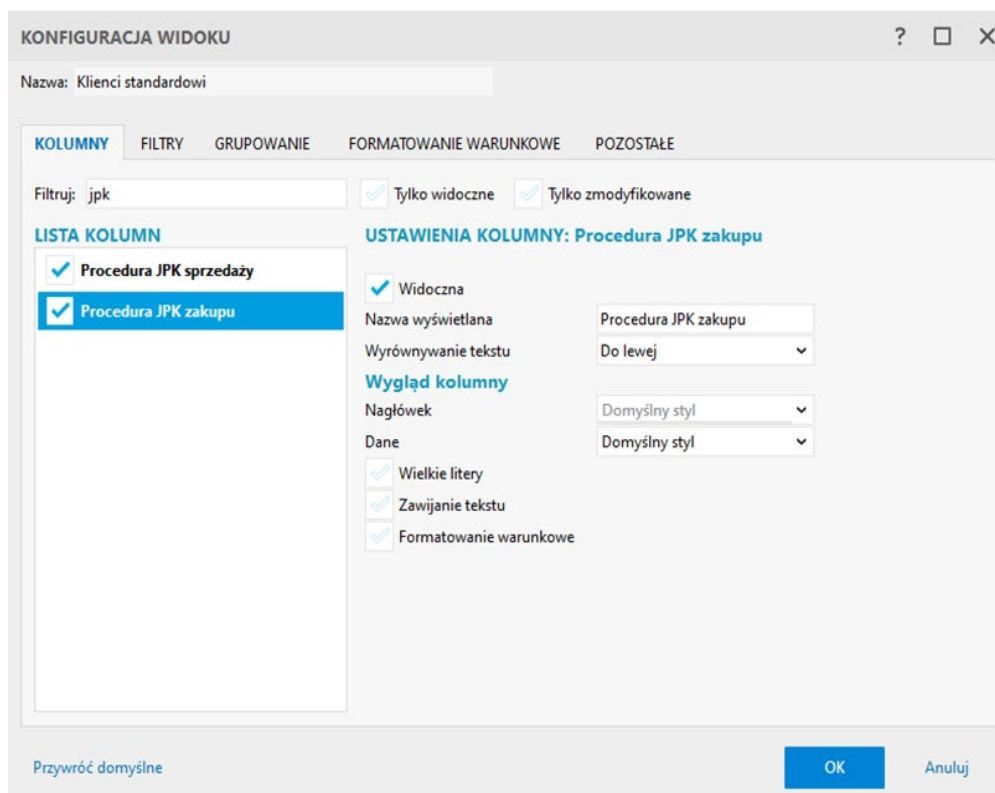 KONFIGURACJA WIDOKU ?
Nazwa: Klienci standardowi
KOLUMNY FILTRY GRUPOWANIE FORMATOWANIE WARUNKOWE POZOSTAŁE
Filtruj: jpk Tylko widoczne Tylko zmodyfikowane
LISTA KOLUMN
Procedura JPK sprzedaży
Procedura JPK zakupu
USTAWIENIA KOLUMNY: Procedura JPK zakupu
Widoczna
Nazwa wyświetlana Procedura JPK zakupu
Wyrównywanie tekstu Do lewej
Wygląd kolumny
Nagłówek Domyślny styl
Dane Domyślny styl
Wielkie litery
Zawijanie tekstu
Formatowanie warunkowe
Przywróć domyślne OK Anuluj